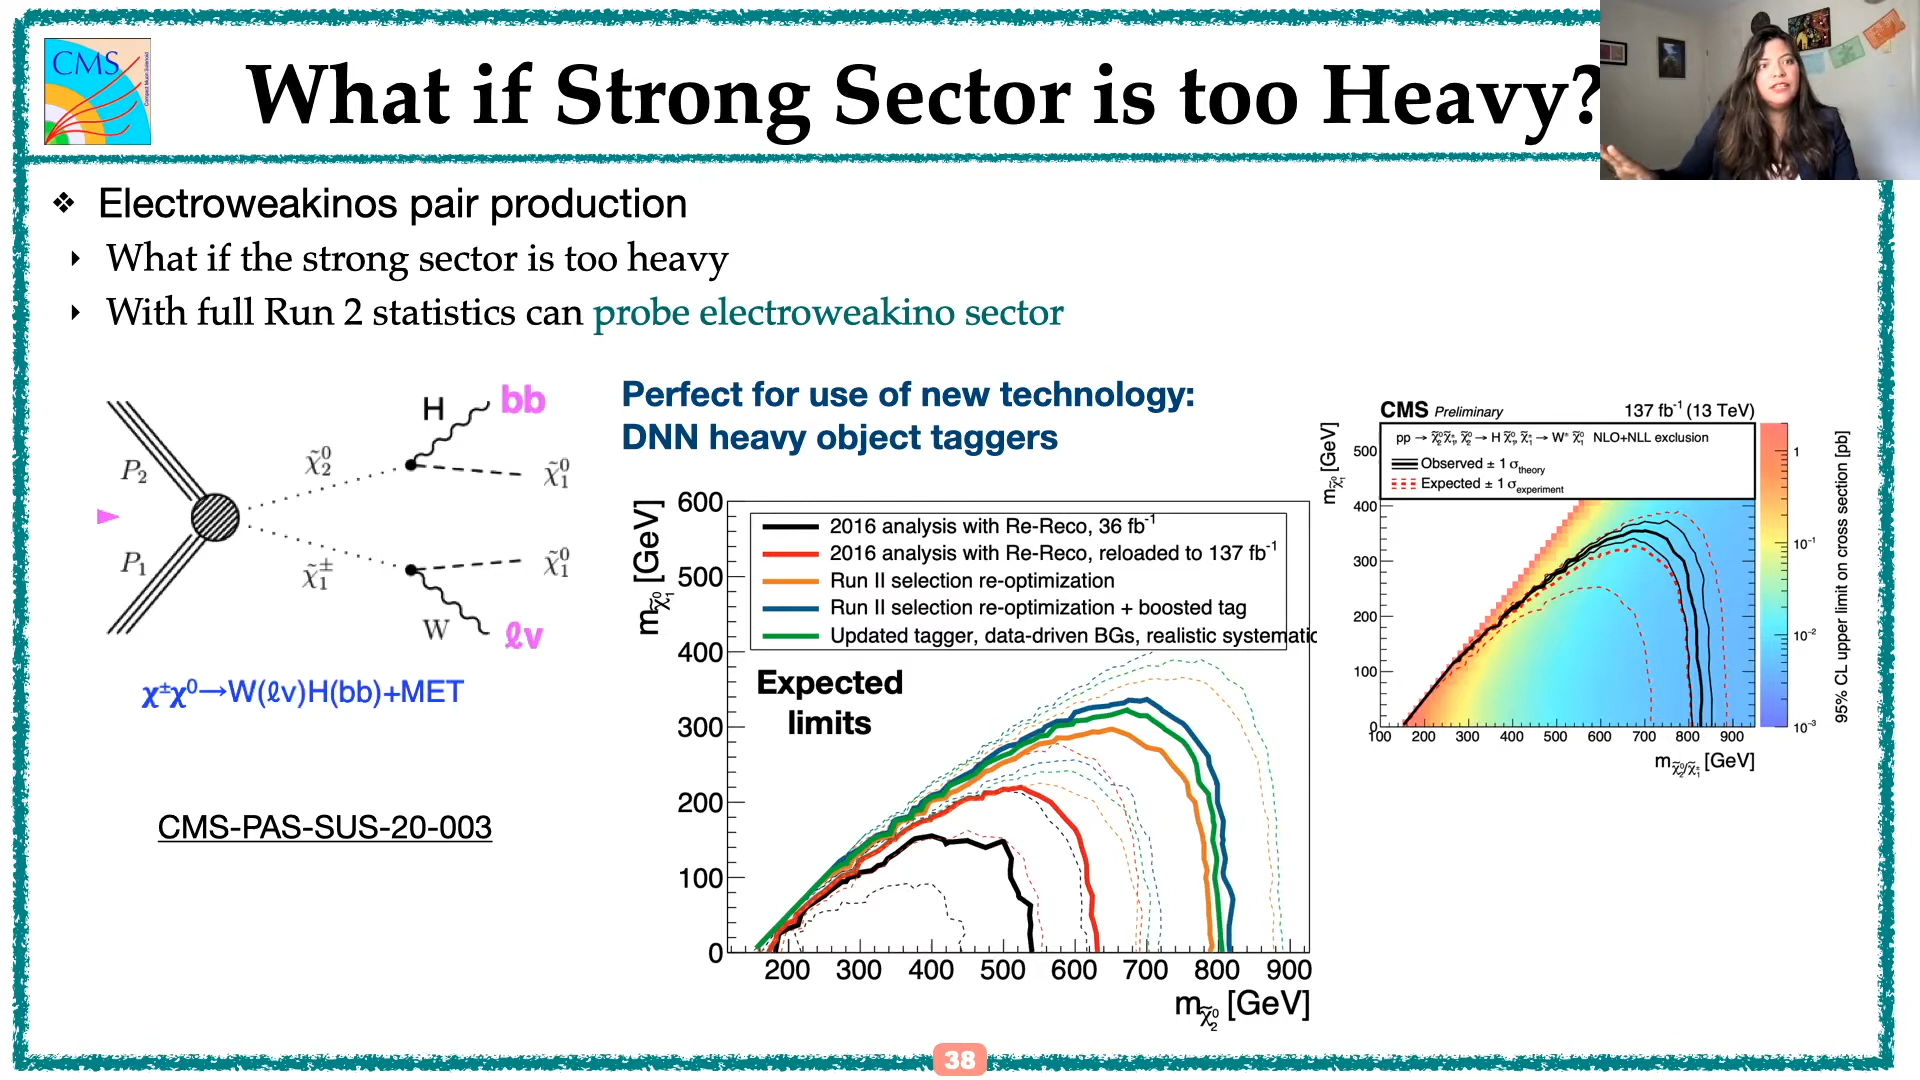 CMS
Compact Muon Solenoid
What if Strong Sector is too Heavy?
❖ Electroweakinos pair production
‣ What if the strong sector is too heavy
‣ With full Run 2 statistics can probe electroweakino sector
P₂
P₁
χ̃⁰₂
χ̃±₁
H
bb
χ̃⁰₁
χ̃⁰₁
W
ℓν
χ±χ⁰→W(ℓν)H(bb)+MET
CMS-PAS-SUS-20-003
Perfect for use of new technology:
DNN heavy object taggers
m χ̃⁰₁ [GeV]
600
500
400
300
200
100
0
2016 analysis with Re-Reco, 36 fb⁻¹
2016 analysis with Re-Reco, reloaded to 137 fb⁻¹
Run II selection re-optimization
Run II selection re-optimization + boosted tag
Updated tagger, data-driven BGs, realistic systematic
Expected
limits
200 300 400 500 600 700 800 900
m χ̃⁰₂ [GeV]
CMS Preliminary 137 fb⁻¹ (13 TeV)
pp → χ̃⁰₂χ̃±₁, χ̃⁰₂ → H χ̃⁰₁, χ̃±₁ → W± χ̃⁰₁ NLO+NLL exclusion
Observed ± 1 σ theory
Expected ± 1 σ experiment
m χ̃⁰₁ [GeV]
500
400
300
200
100
0
100 200 300 400 500 600 700 800 900
m χ̃⁰₂/χ̃±₁ [GeV]
1
10⁻¹
10⁻²
10⁻³
95% CL upper limit on cross section [pb]
38